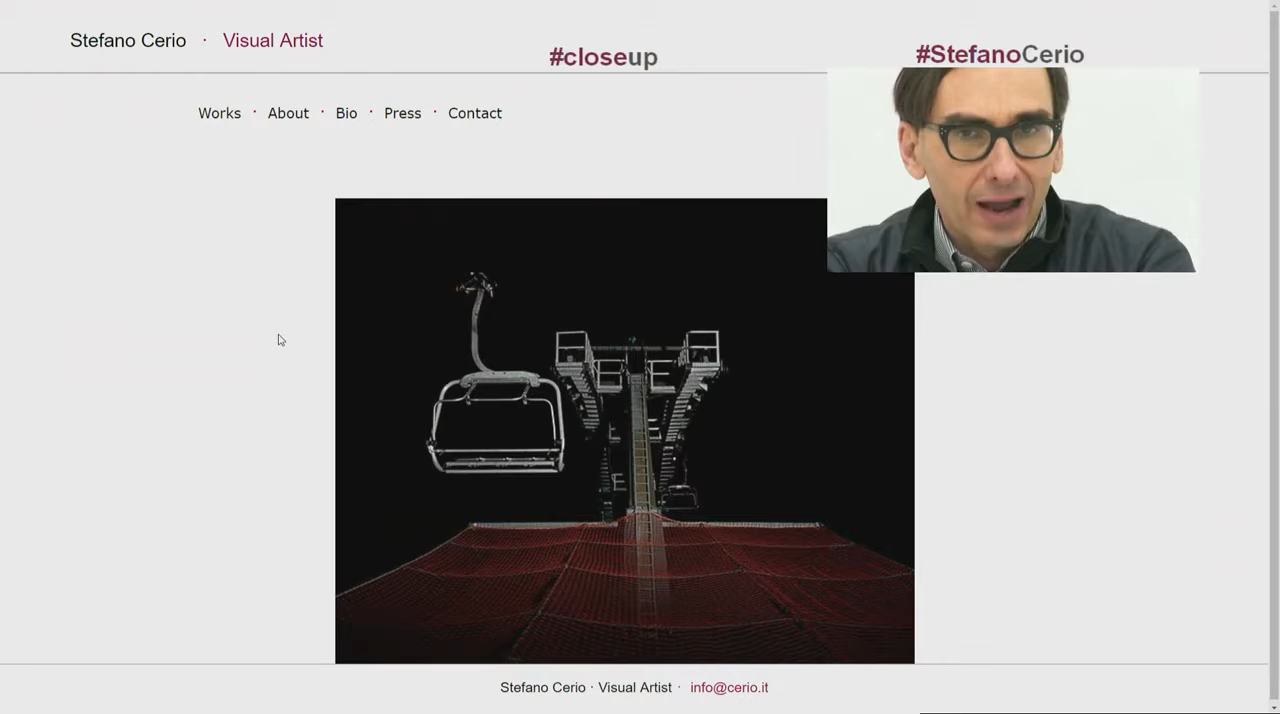 Stefano Cerio · Visual Artist
#closeup
#StefanoCerio
Works · About · Bio · Press · Contact
Stefano Cerio · Visual Artist · info@cerio.it